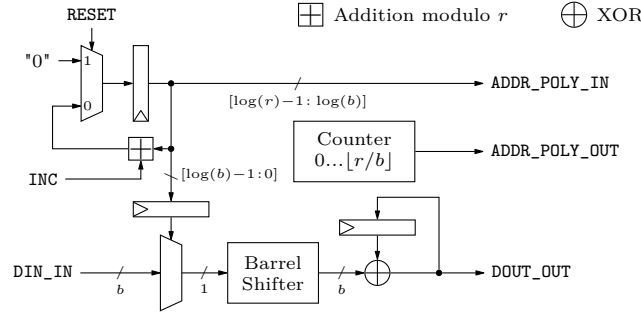 RESET
Addition modulo r
XOR
"0"
1
0
[log(r)−1: log(b)]
ADDR_POLY_IN
Counter
0...⌊r/b⌋
ADDR_POLY_OUT
INC
[log(b)−1:0]
DIN_IN
b
1
Barrel
Shifter
b
DOUT_OUT